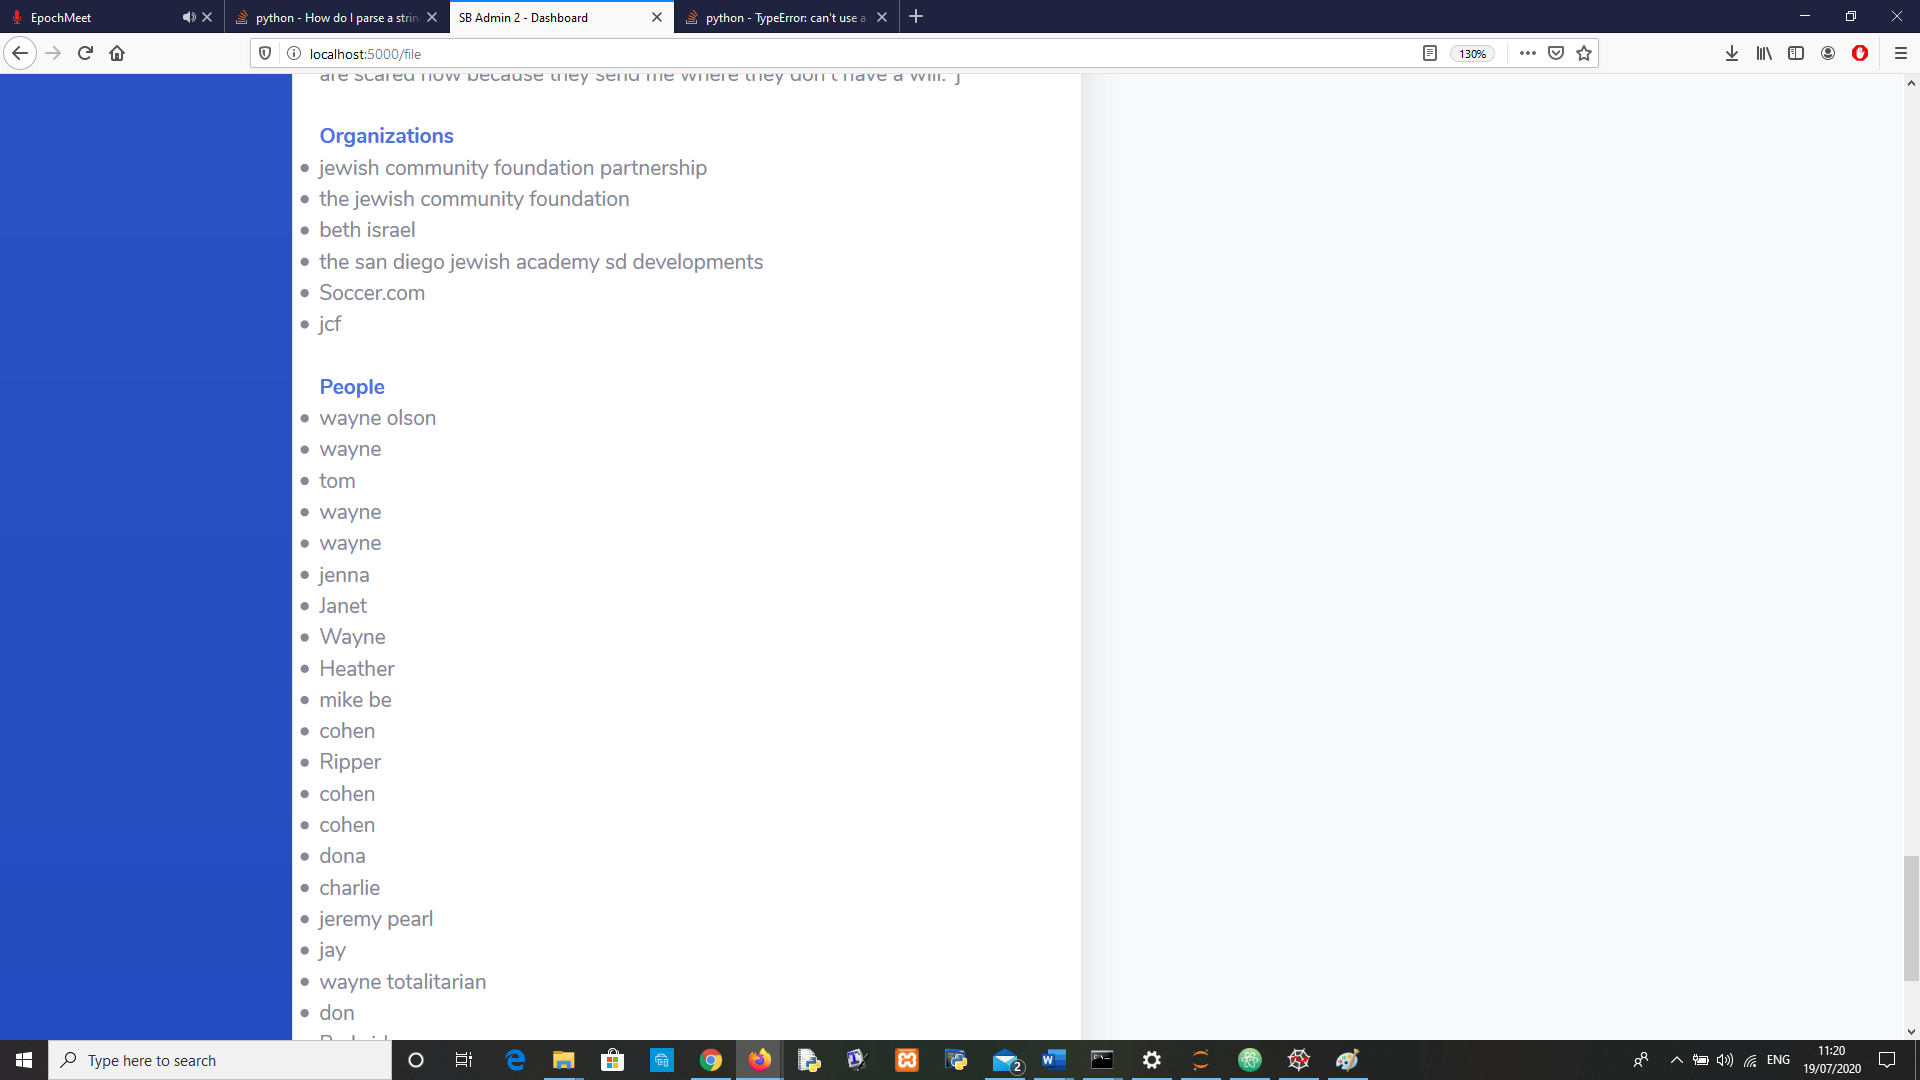 EpochMeet
python - How do I parse a strin
SB Admin 2 - Dashboard
python - TypeError: can't use a
localhost:5000/file
130%
are scared now because they send me where they don't have a will." j
Organizations
jewish community foundation partnership
the jewish community foundation
beth israel
the san diego jewish academy sd developments
Soccer.com
jcf
People
wayne olson
wayne
tom
wayne
wayne
jenna
Janet
Wayne
Heather
mike be
cohen
Ripper
cohen
cohen
dona
charlie
jeremy pearl
jay
wayne totalitarian
don
Type here to search
2
ENG
11:20
19/07/2020